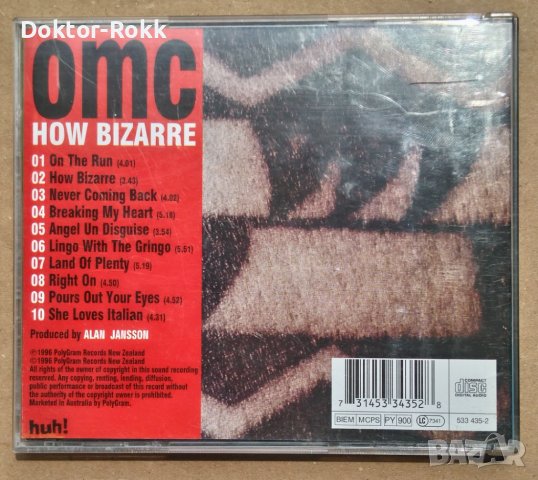 Doktor-Rokk
omc
HOW BIZARRE
01 On The Run (4.01)
02 How Bizarre (3.43)
03 Never Coming Back (4.02)
04 Breaking My Heart (5.18)
05 Angel Un Disguise (3.54)
06 Lingo With The Gringo (5.51)
07 Land Of Plenty (5.19)
08 Right On (4.50)
09 Pours Out Your Eyes (4.52)
10 She Loves Italian (4.31)
Produced by ALAN JANSSON
℗1996 PolyGram Records New Zealand
©1996 PolyGram Records New Zealand
All rights of the owner of copyright in this sound recording
reserved. Any copying, renting, lending, diffusion,
public performance or broadcast of this record without
the authority of the copyright owner is prohibited.
Marketed in Australia by PolyGram.
huh!
7 31453 34352 8
BIEM MCPS PY 900 LC 7341
COMPACT
disc
DIGITAL AUDIO
533 435-2
BAZAR